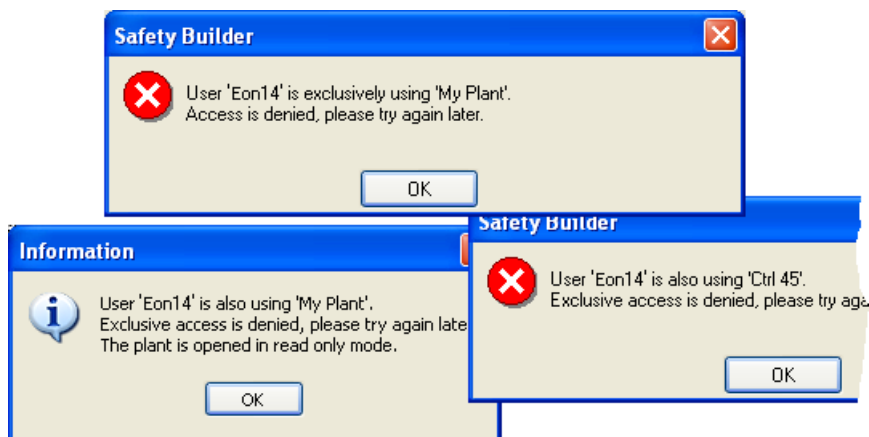 Safety Builder
User 'Eon14' is exclusively using 'My Plant'.
Access is denied, please try again later.
OK
Information
User 'Eon14' is also using 'My Plant'.
Exclusive access is denied, please try again late
The plant is opened in read only mode.
OK
Safety Builder
User 'Eon14' is also using 'Ctrl 45'.
Exclusive access is denied, please try aga
OK